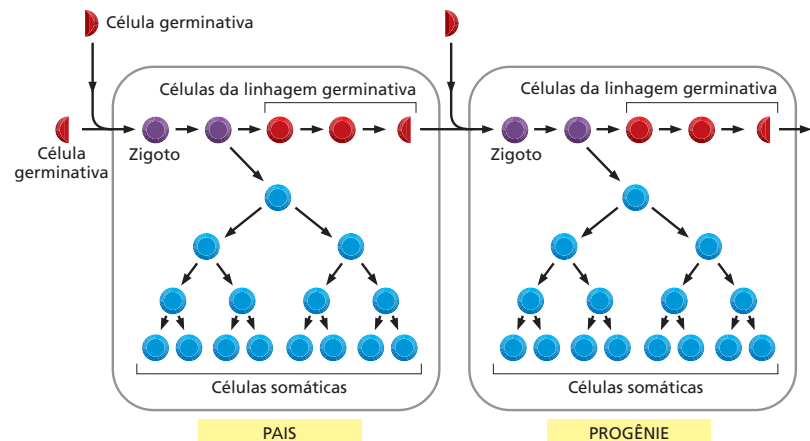 Célula germinativa
Células da linhagem germinativa
Células da linhagem germinativa
Célula
germinativa
Zigoto
Zigoto
Células somáticas
Células somáticas
PAIS
PROGÊNIE